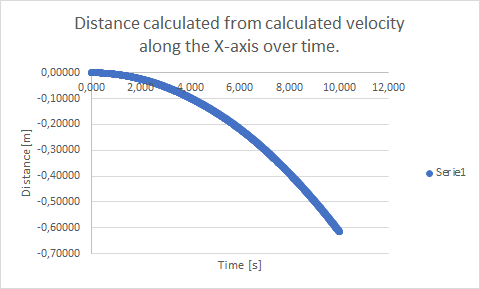 Distance calculated from calculated velocity
along the X-axis over time.
0,00000
0,000 2,000 4,000 6,000 8,000 10,000 12,000
-0,10000
-0,20000
-0,30000
-0,40000
-0,50000
-0,60000
-0,70000
Distance [m]
Time [s]
Serie1